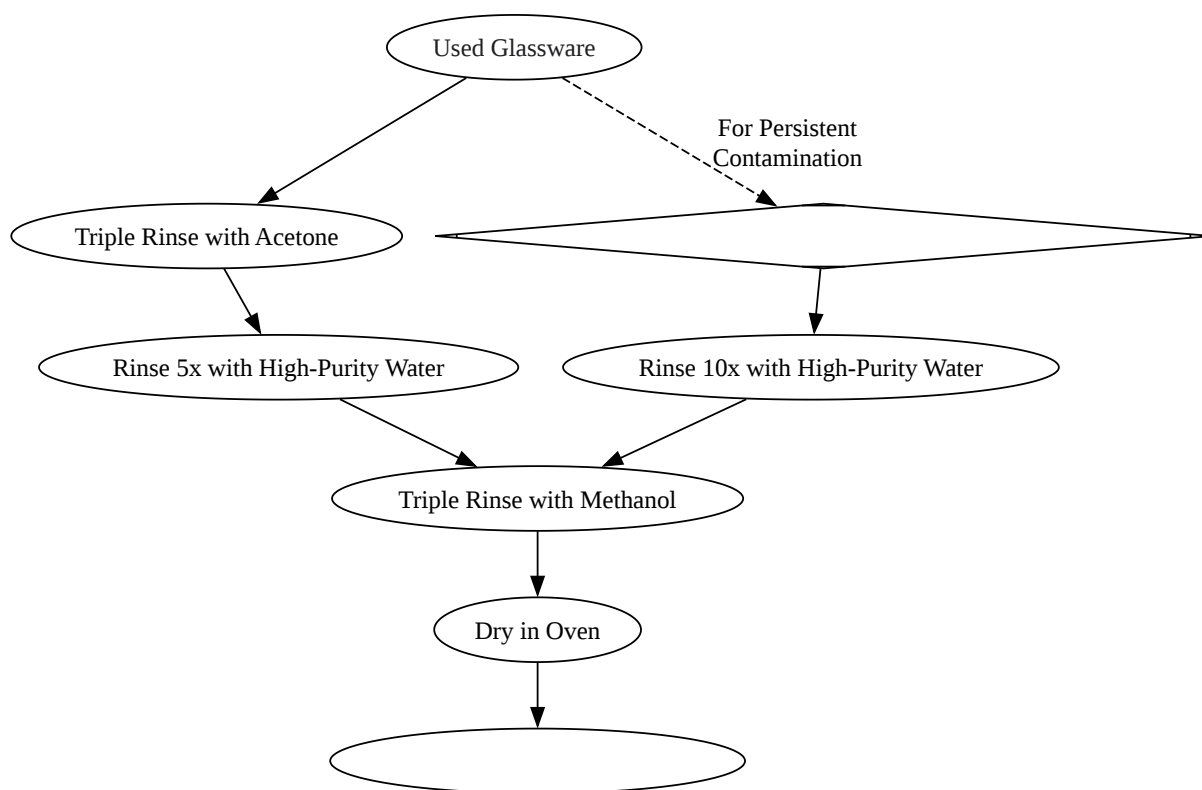 Used Glassware
For Persistent
Contamination
Triple Rinse with Acetone
Rinse 5x with High-Purity Water
Rinse 10x with High-Purity Water
Triple Rinse with Methanol
Dry in Oven